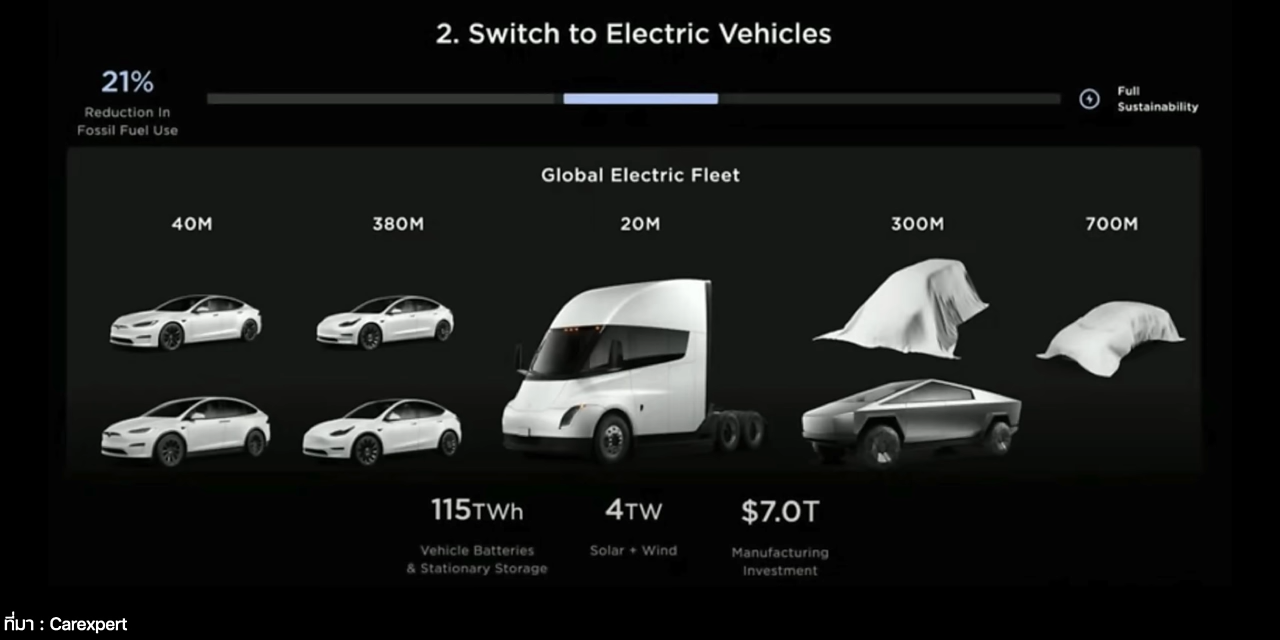 2. Switch to Electric Vehicles
21%
Reduction In
Fossil Fuel Use
Full
Sustainability
Global Electric Fleet
40M
380M
20M
300M
700M
115TWh
4TW
$7.0T
Vehicle Batteries
& Stationary Storage
Solar + Wind
Manufacturing
Investment
ที่มา : Carexpert